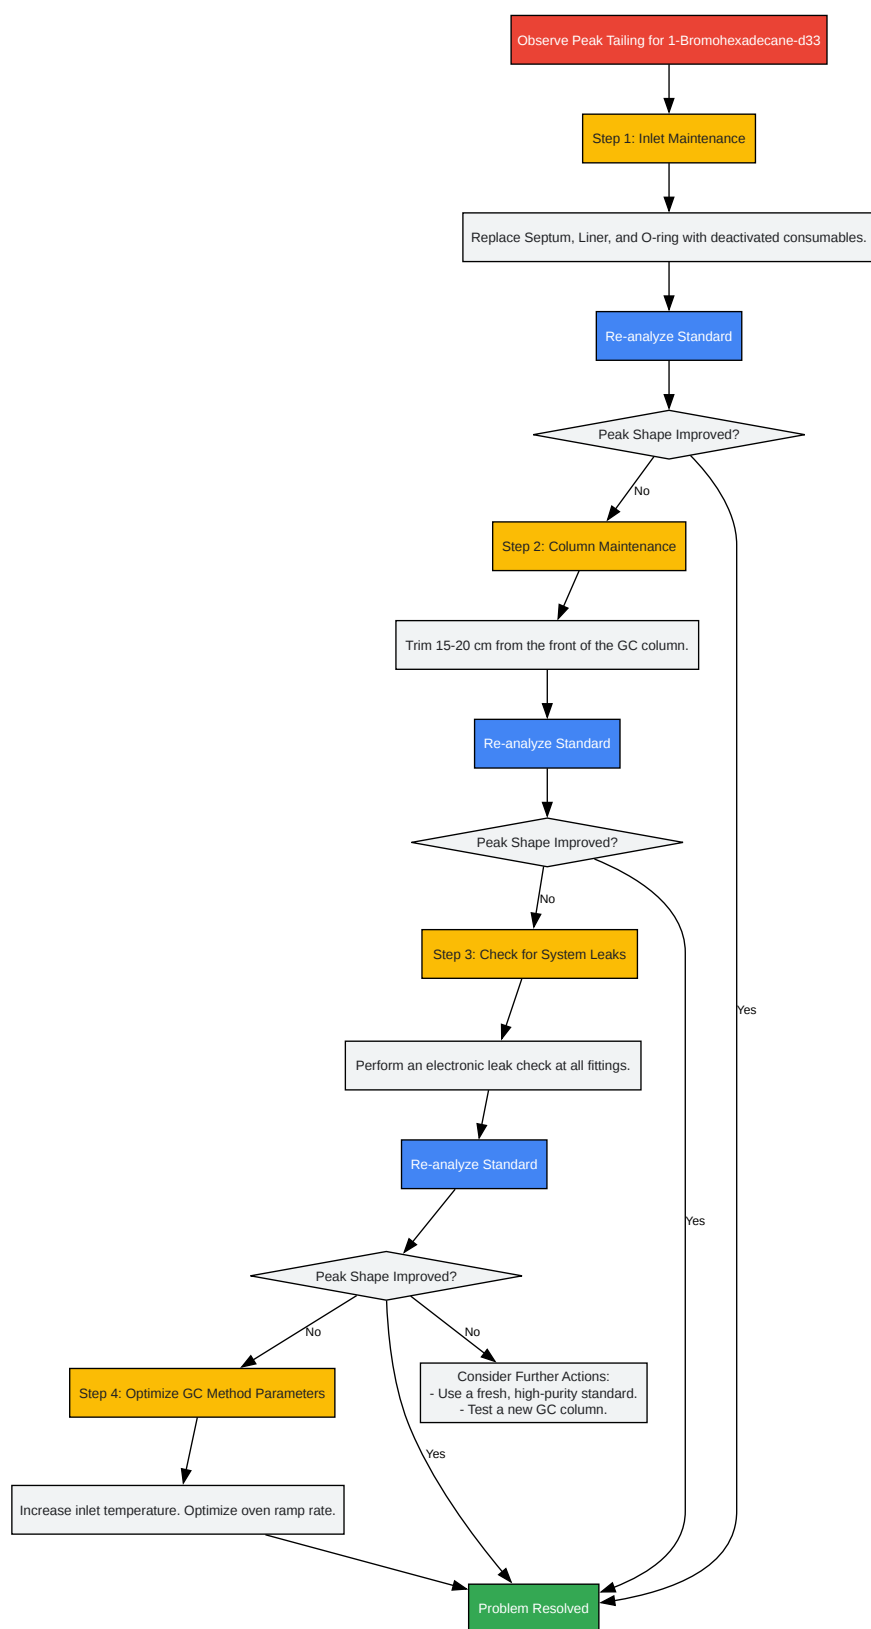 Observe Peak Tailing for 1-Bromohexadecane-d33
Step 1: Inlet Maintenance
Replace Septum, Liner, and O-ring with deactivated consumables.
Re-analyze Standard
Peak Shape Improved?
No
Step 2: Column Maintenance
Trim 15-20 cm from the front of the GC column.
Re-analyze Standard
Peak Shape Improved?
No
Step 3: Check for System Leaks
Yes
Perform an electronic leak check at all fittings.
Re-analyze Standard
Yes
Peak Shape Improved?
No
No
Consider Further Actions:
- Use a fresh, high-purity standard.
- Test a new GC column.
Step 4: Optimize GC Method Parameters
Yes
Increase inlet temperature. Optimize oven ramp rate.
Problem Resolved